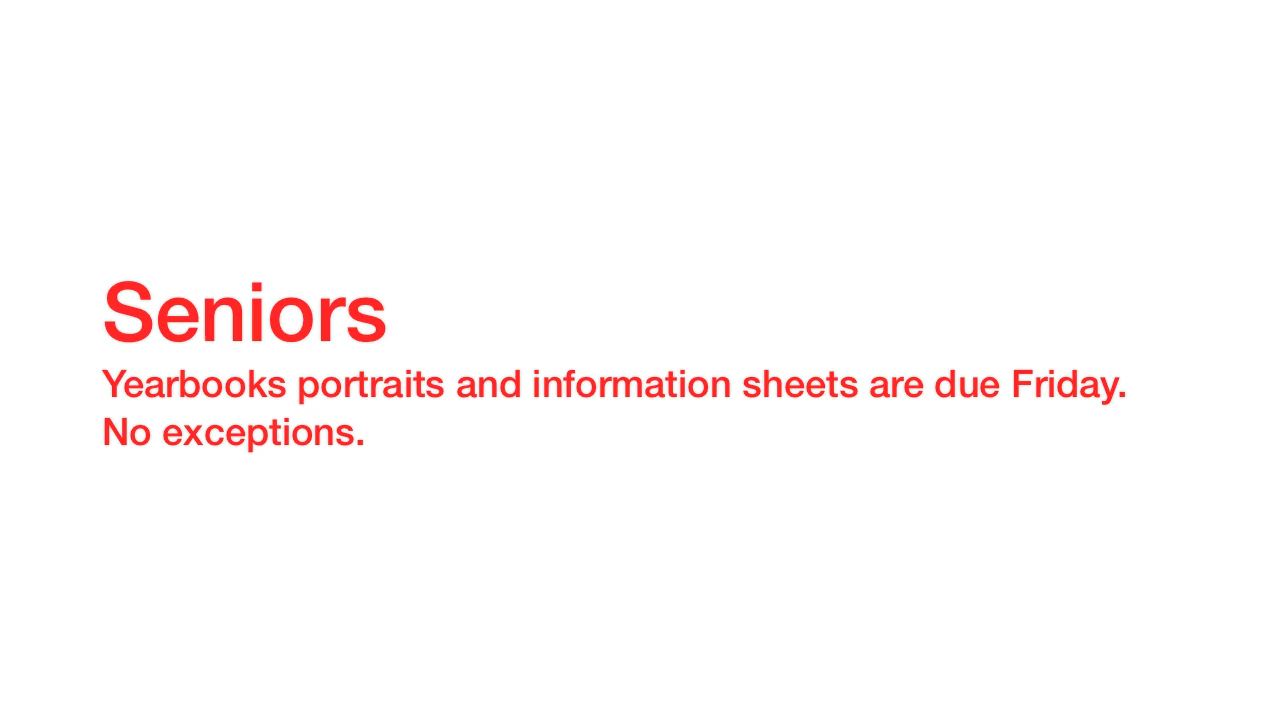 Seniors
Yearbooks portraits and information sheets are due Friday.
No exceptions.